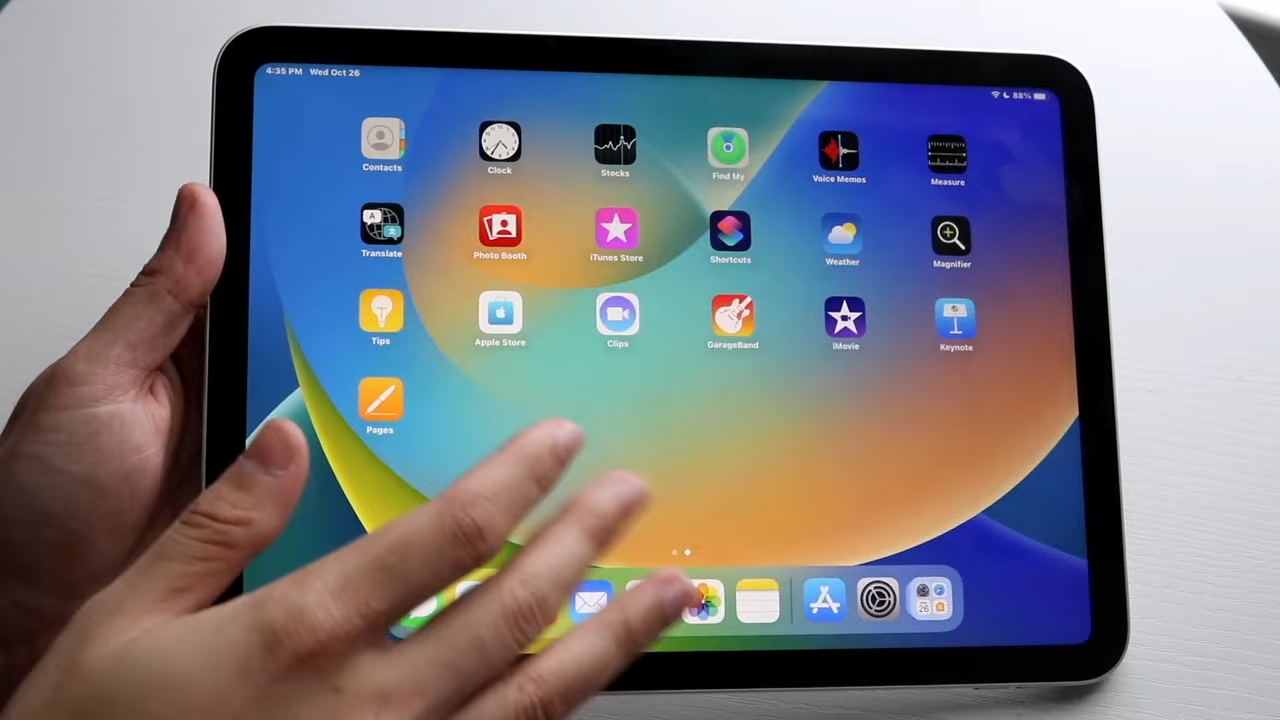 4:35 PM Wed Oct 26
88%
Contacts
Clock
Stocks
Find My
Voice Memos
Measure
A
Translate
Photo Booth
iTunes Store
Shortcuts
Weather
Magnifier
Tips
Apple Store
Clips
GarageBand
iMovie
Keynote
Pages
26